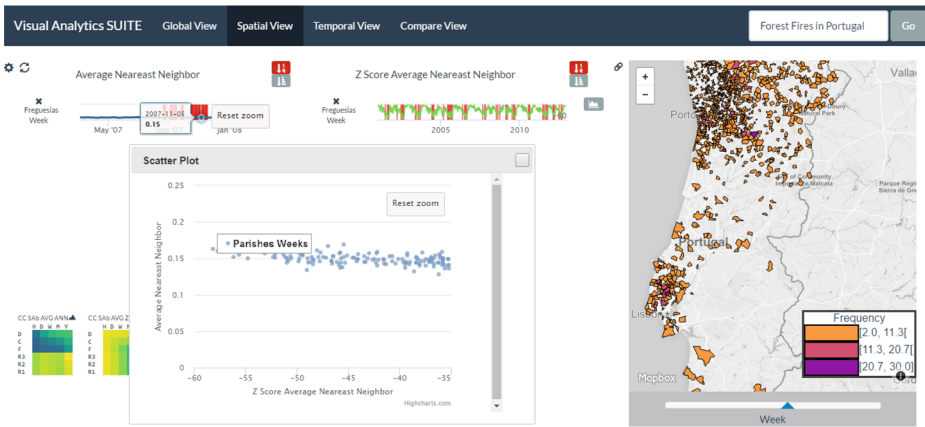 Visual Analytics SUITE Global View Spatial View Temporal View Compare View Forest Fires in Portugal Go
Average Neareast Neighbor
Freguesias
Week
2007-11-05
0.15
Reset zoom
May '07
Jan '08
Z Score Average Neareast Neighbor
Freguesias
Week
-60
2005 2010
Scatter Plot
Reset zoom
Parishes Weeks
Average Neareast Neighbor
0.25
0.2
0.15
0.1
0.05
0
-60 -55 -50 -45 -40 -35
Z Score Average Neareast Neighbor
Highcharts.com
CC SAb AVG ANN
H D W M Y
D
C
F
R3
R2
R1
CC SAb AVG Z
H D W M
D
C
F
R3
R2
R1
+
-
Portugal
Mapbox
Frequency
[2.0, 11.3[
[11.3, 20.7[
[20.7, 30.0]
Week